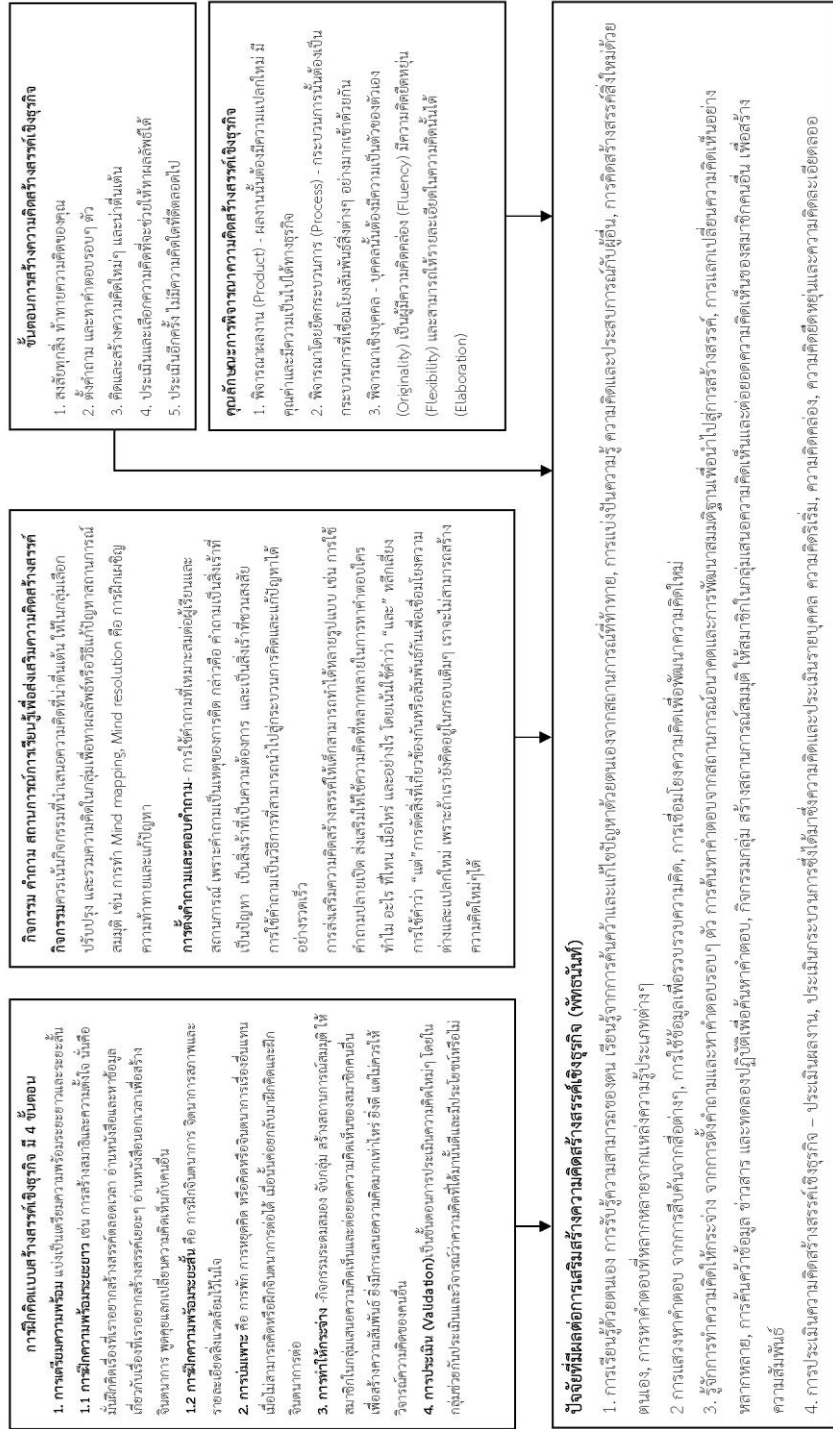 การฝึกคิดแบบสร้างสรรค์เชิงธุรกิจ มี 4 ขั้นตอน
1. การเตรียมความพร้อม แบ่งเป็นเตรียมความพร้อมระยะยาวและระยะสั้น
1.1 การฝึกความพร้อมระยะยาว เช่น การสร้างสมาธิและความตั้งใจ นั่นคือ
มั่นฝึกคิดเรื่องที่เราอยากสร้างสรรค์ตลอดเวลา อ่านหนังสือและหาข้อมูล
เกี่ยวกับเรื่องที่เราอยากสร้างสรรค์เยอะๆ อ่านหนังสือนอกเวลาเพื่อสร้าง
จินตนาการ พูดคุยแลกเปลี่ยนความคิดเห็นกับคนอื่น
1.2 การฝึกความพร้อมระยะสั้น คือ การฝึกจินตนาการ จิตนาการสภาพและ
รายละเอียดสิ่งแวดล้อมไว้ในใจ
2. การบ่มเพาะ คือ การพัก การหยุดคิด หรือคิดหรือจินตนาการเรื่องอื่นแทน
เมื่อไม่สามารถคิดหรือฝึกจินตนาการต่อได้ เมื่อนั้นค่อยกลับมาฝึกคิดและฝึก
จินตนาการต่อ
3. การทำให้กระจ่าง -กิจกรรมระดมสมอง จับกลุ่ม สร้างสถานการณ์สมมุติ ให้
สมาชิกในกลุ่มเสนอความคิดเห็นและต่อยอดความคิดเห็นของสมาชิกคนอื่น
เพื่อสร้างความสัมพันธ์ ยิ่งมีการเสนอความคิดมากเท่าไหร่ ยิ่งดี แต่ไม่ควรให้
วิจารณ์ความคิดของคนอื่น
4. การประเมิน (Validation)เป็นขั้นตอนการประเมินความคิดใหม่ๆ โดยใน
กลุ่มช่วยกันประเมินและวิจารณ์ว่าความคิดที่ได้มานั้นดีและมีประโยชน์หรือไม่
กิจกรรม คำถาม สถานการณ์การเรียนรู้เพื่อส่งเสริมความคิดสร้างสรรค์
กิจกรรมควรเน้นกิจกรรมที่นำเสนอความคิดที่น่าตื่นเต้น ให้ในกลุ่มเลือก
ปรับปรุง และรวมความคิดในกลุ่มเพื่อหาผลลัพธ์หรือวิธีแก้ปัญหาสถานการณ์
สมมุติ เช่น การทำ Mind mapping, Mind resolution คือ การฝึกเผชิญ
ความท้าทายและแก้ปัญหา
การตั้งคำถามและตอบคำถาม- การใช้คำถามที่เหมาะสมต่อผู้เรียนและ
สถานการณ์ เพราะคำถามเป็นเหตุของการคิด กล่าวคือ คำถามเป็นสิ่งเร้าที่
เป็นปัญหา เป็นสิ่งเร้าที่เป็นความต้องการ และเป็นสิ่งเร้าที่ชวนสงสัย
การใช้คำถามเป็นวิธีการที่สามารถนำไปสู่กระบวนการคิดและแก้ปัญหาได้
อย่างรวดเร็ว
การส่งเสริมความคิดสร้างสรรค์ให้เด็กสามารถทำได้หลายรูปแบบ เช่น การใช้
คำถามปลายเปิด ส่งเสริมให้ใช้ความคิดที่หลากหลายในการหาคำตอบใคร
ทำไม อะไร ที่ไหน เมื่อไหร่ และอย่างไร โดยเน้นใช้คำว่า “และ” หลีกเลี่ยง
การใช้คำว่า “แต่”การตัดสิ่งที่เกี่ยวข้องกันหรือสัมพันธ์กันเพื่อเชื่อมโยงความ
ต่างและแปลกใหม่ เพราะถ้าเรายังคิดอยู่ในกรอบเดิมๆ เราจะไม่สามารถสร้าง
ความคิดใหม่ๆได้
ขั้นตอนการสร้างความคิดสร้างสรรค์เชิงธุรกิจ
1. สงสัยทุกสิ่ง ท้าทายความคิดของคุณ
2. ตั้งคำถาม และหาคำตอบรอบๆ ตัว
3. คิดและสร้างความคิดใหม่ๆ และน่าตื่นเต้น
4. ประเมินและเลือกความคิดที่จะช่วยให้หาผลลัพธ์ได้
5. ประเมินอีกครั้ง ไม่มีความคิดใดที่ดีตลอดไป
คุณลักษณะการพิจารณาความคิดสร้างสรรค์เชิงธุรกิจ
1. พิจารณาผลงาน (Product) - ผลงานนั้นต้องมีความแปลกใหม่ มี
คุณค่าและมีความเป็นไปได้ทางธุรกิจ
2. พิจารณาโดยยึดกระบวนการ (Process) - กระบวนการนั้นต้องเป็น
กระบวนการที่เชื่อมโยงสัมพันธ์สิ่งต่างๆ อย่างมากเข้าด้วยกัน
3. พิจารณาเชิงบุคคล - บุคคลนั้นต้องมีความเป็นตัวของตัวเอง
(Originality) เป็นผู้มีความคิดคล่อง (Fluency) มีความคิดยืดหยุ่น
(Flexibility) และสามารถให้รายละเอียดในความคิดนั้นได้
(Elaboration)
ปัจจัยที่มีผลต่อการเสริมสร้างความคิดสร้างสรรค์เชิงธุรกิจ (พัทธนันท์)
1. การเรียนรู้ด้วยตนเอง การรับรู้ความสามารถของตน เรียนรู้จากการค้นคว้าและแก้ไขปัญหาด้วยตนเองจากสถานการณ์ที่ท้าทาย, การแบ่งปันความรู้ ความคิดและประสบการณ์กับผู้อื่น, การคิดสร้างสรรค์สิ่งใหม่ด้วย
ตนเอง, การหาคำตอบที่หลากหลายจากแหล่งความรู้ประเภทต่างๆ
2 การแสวงหาคำตอบ จากการสืบค้นจากสื่อต่างๆ, การใช้ข้อมูลเพื่อรวบรวบความคิด, การเชื่อมโยงความคิดเพื่อพัฒนาความคิดใหม่
3. รู้จักการทำความคิดให้กระจ่าง จากการตั้งคำถามและหาคำตอบรอบๆ ตัว การค้นหาคำตอบจากสถานการณ์อนาคตและการพัฒนาสมมติฐานเพื่อนำไปสู่การสร้างสรรค์, การแลกเปลี่ยนความคิดเห็นอย่าง
หลากหลาย, การค้นคว้าข้อมูล ข่าวสาร และทดลองปฏิบัติเพื่อค้นหาคำตอบ, กิจกรรมกลุ่ม สร้างสถานการณ์สมมุติ ให้สมาชิกในกลุ่มเสนอความคิดเห็นและต่อยอดความคิดเห็นของสมาชิกคนอื่น เพื่อสร้าง
ความสัมพันธ์
4. การประเมินความคิดสร้างสรรค์เชิงธุรกิจ – ประเมินผลงาน, ประเมินกระบวนการซึ่งได้มาซึ่งความคิดและประเมินรายบุคคล ความคิดริเริ่ม, ความคิดคล่อง, ความคิดยืดหยุ่นและความคิดละเอียดลออ